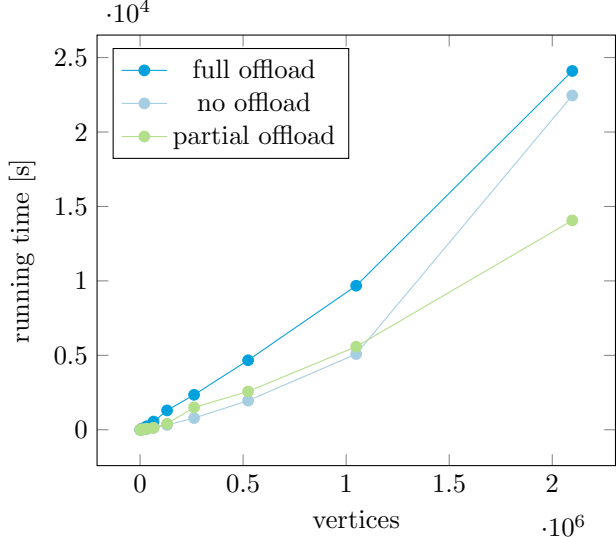 ·10⁴
full offload
no offload
partial offload
running time [s]
2.5
2
1.5
1
0.5
0
0
0.5
1
1.5
2
vertices
·10⁶